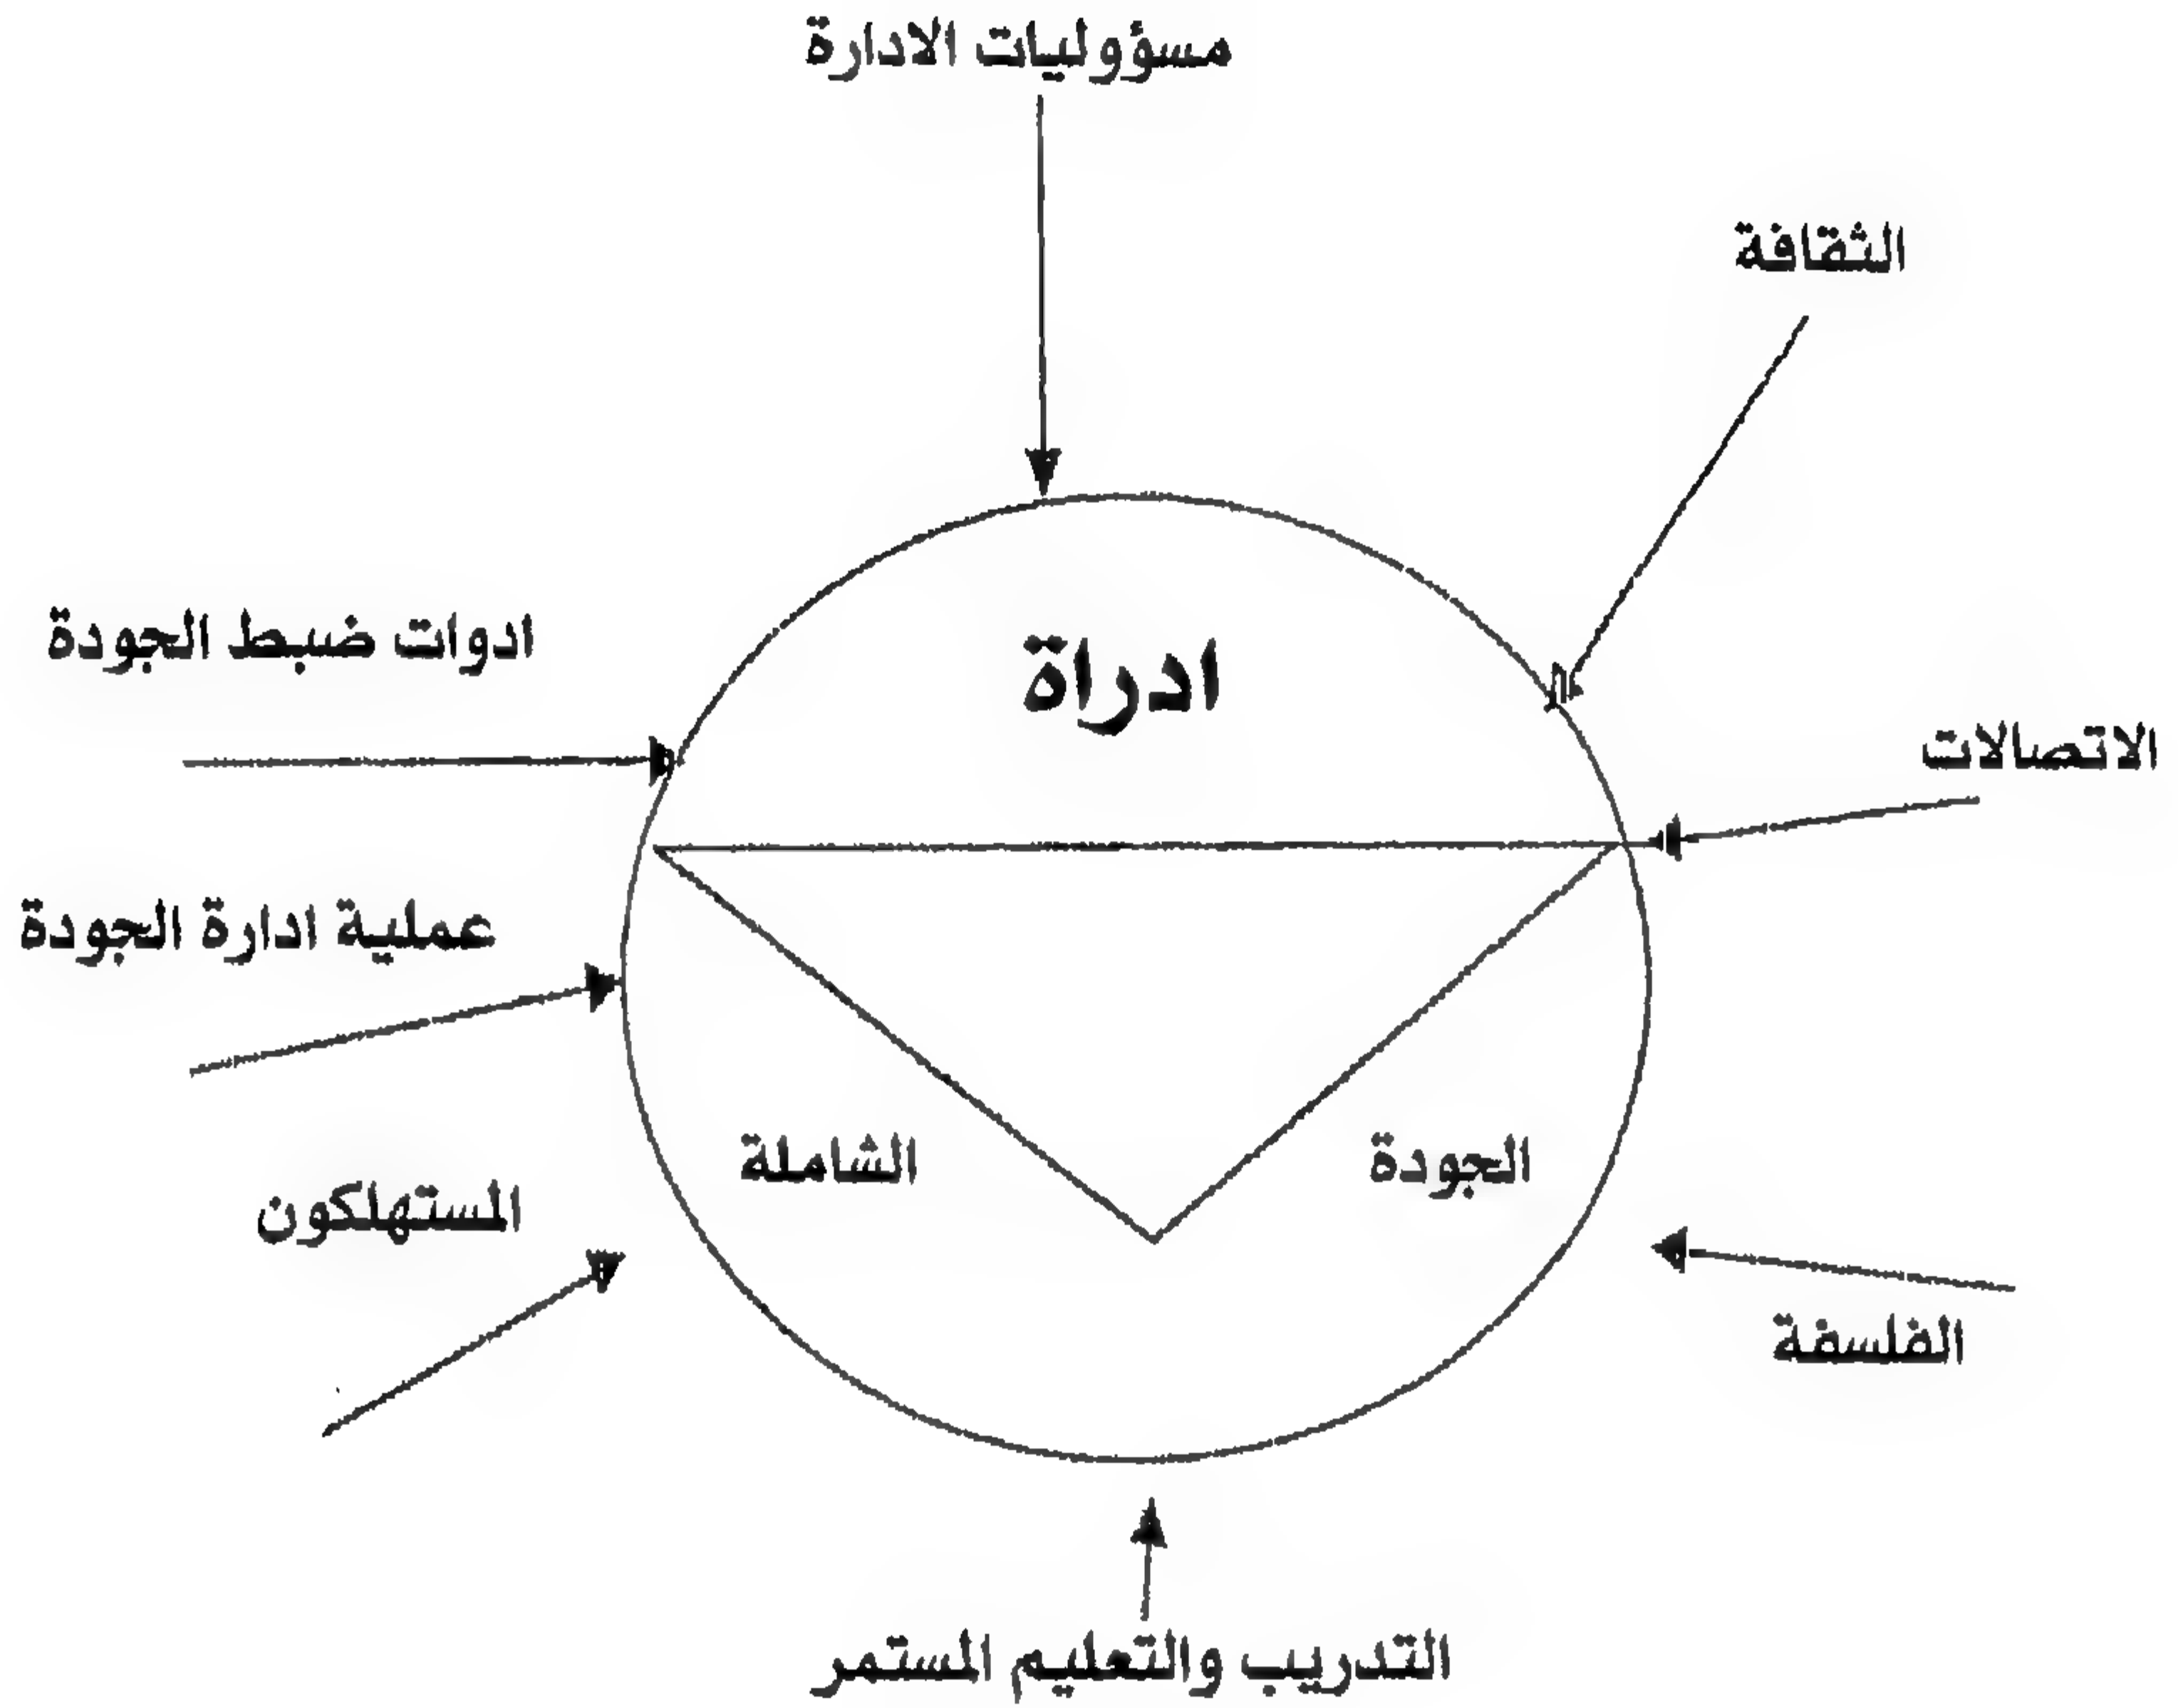 مسؤوليات الادارة
الثقافة
ادوات ضبط الجودة
ادراة
الاتصالات
عملية ادارة الجودة
الجودة
الشاملة
المستهلكون
الفلسفة
التدريب والتعليم المستمر